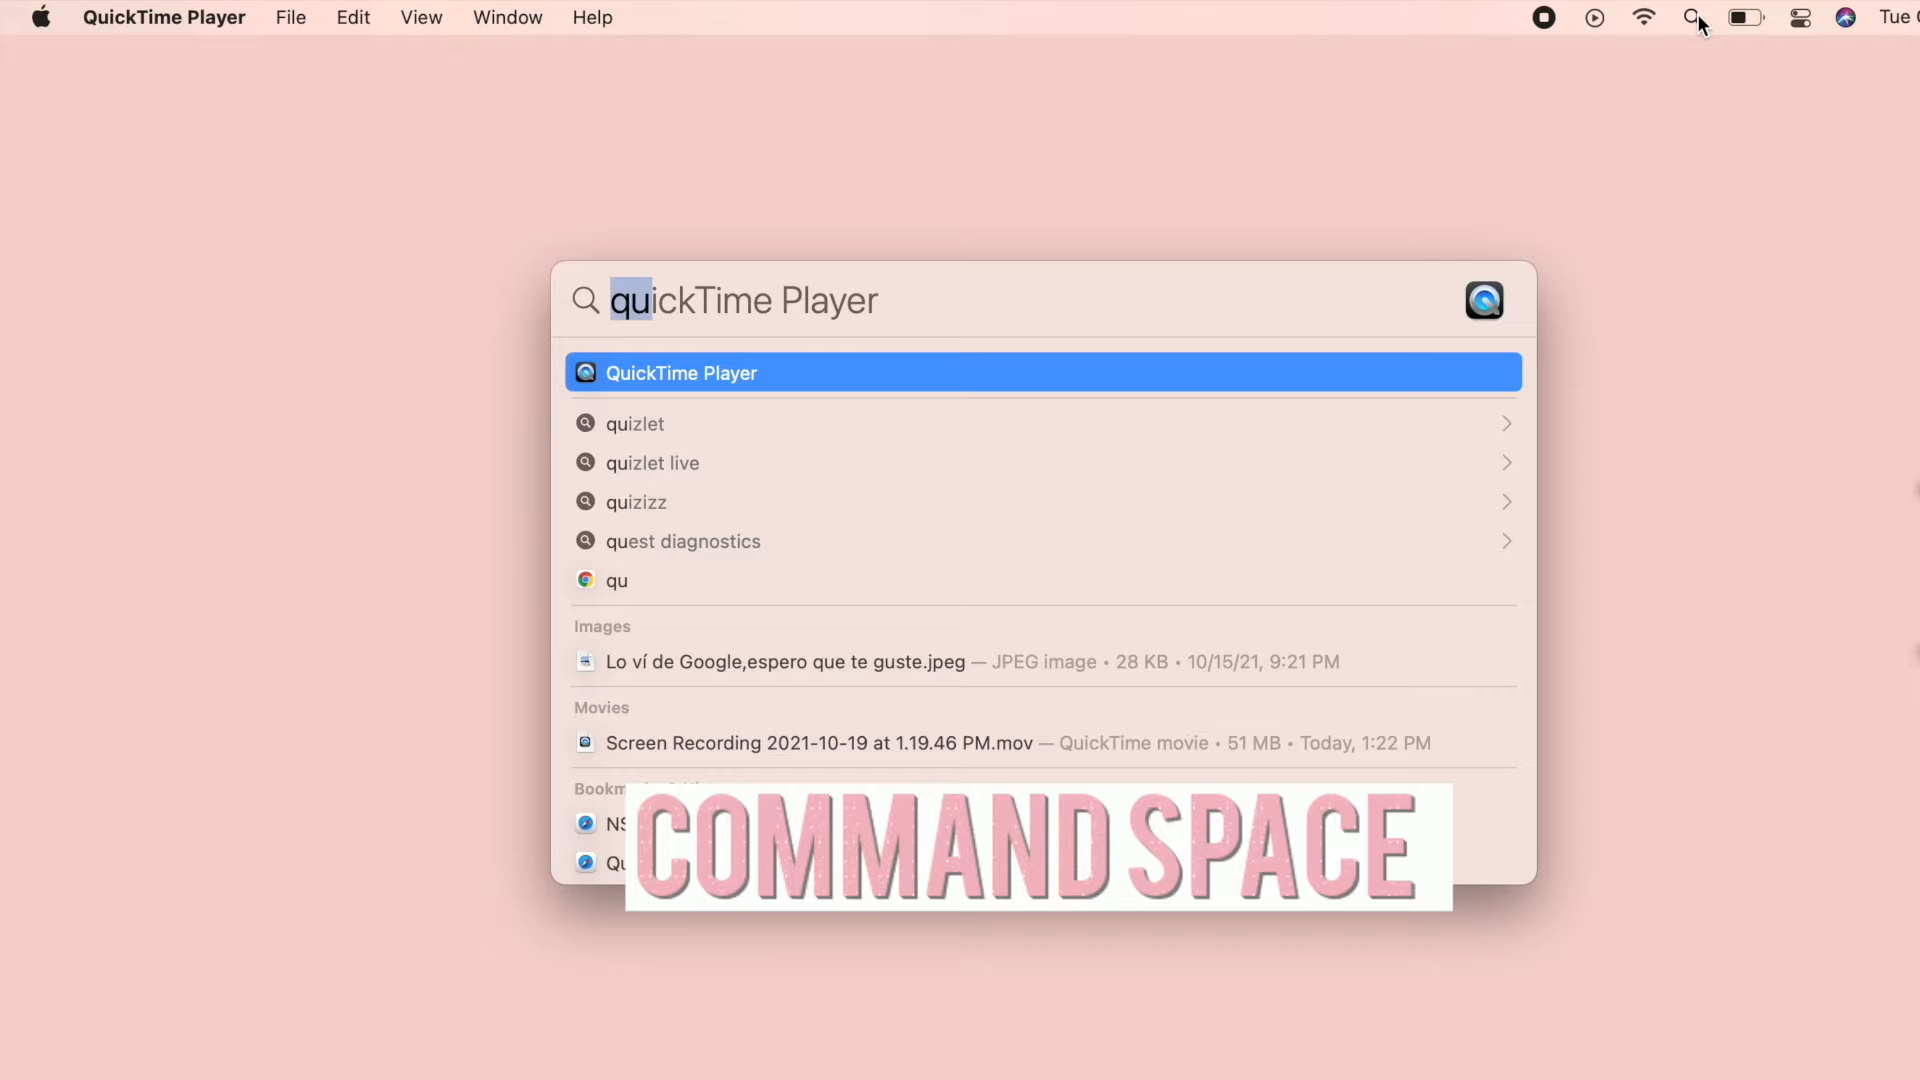 QuickTime Player File Edit View Window Help Tue
quickTime Player
QuickTime Player
quizlet
quizlet live
quizizz
quest diagnostics
qu
Images
Lo ví de Google,espero que te guste.jpeg — JPEG image • 28 KB • 10/15/21, 9:21 PM
Movies
Screen Recording 2021-10-19 at 1.19.46 PM.mov — QuickTime movie • 51 MB • Today, 1:22 PM
COMMAND SPACE